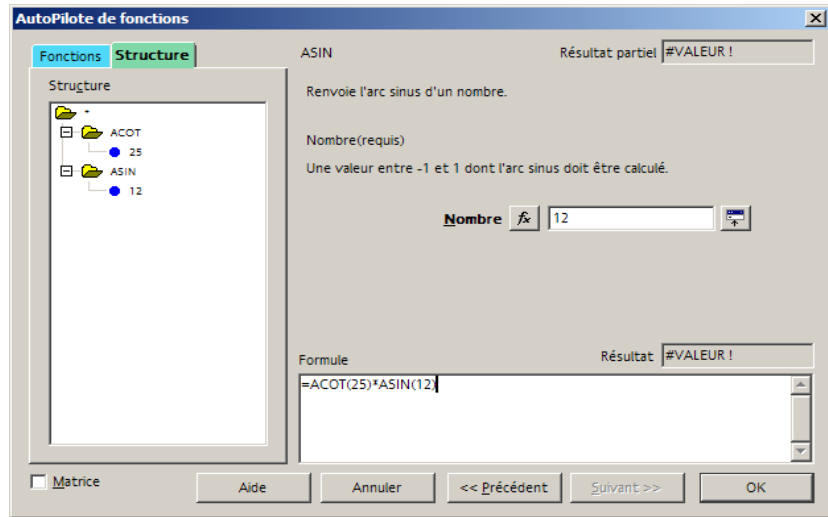 AutoPilote de fonctions
Fonctions Structure
ASIN
Résultat partiel #VALEUR !
Structure
Renvoie l'arc sinus d'un nombre.
*
ACOT
25
ASIN
12
Nombre(requis)
Une valeur entre -1 et 1 dont l'arc sinus doit être calculé.
Nombre fx 12
Formule
Résultat #VALEUR !
=ACOT(25)*ASIN(12)
Matrice
Aide
Annuler
<< Précédent
Suivant >>
OK